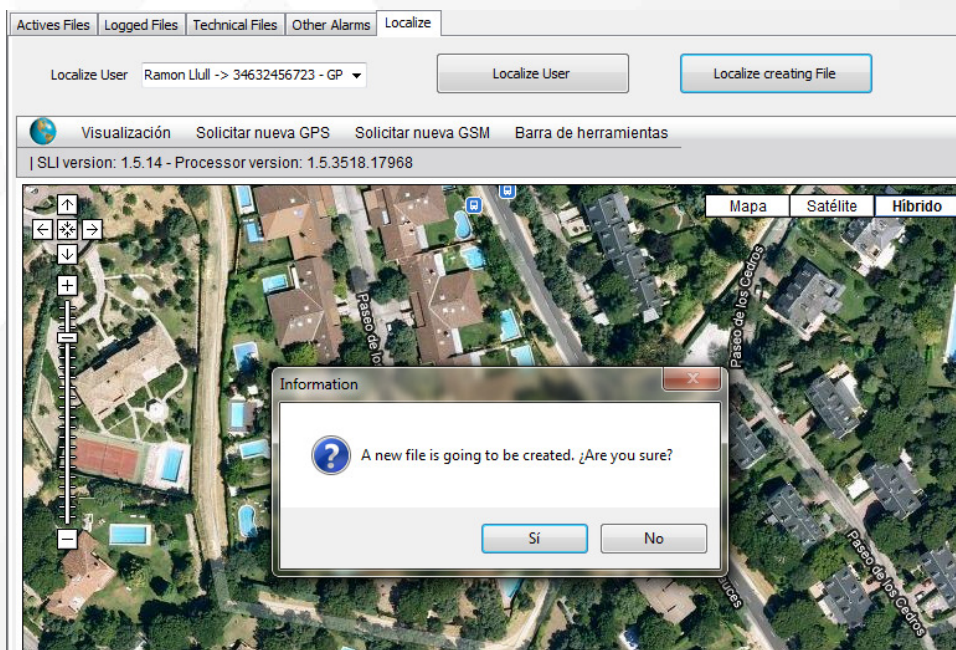 Actives Files Logged Files Technical Files Other Alarms Localize
Localize User Ramon Llull -> 34632456723 - GP Localize User Localize creating File
Visualización Solicitar nueva GPS Solicitar nueva GSM Barra de herramientas
| SLI version: 1.5.14 - Processor version: 1.5.3518.17968
Mapa Satélite Híbrido
Paseo de los Cedros
Paseo de lo
Information
A new file is going to be created. ¿Are you sure?
Sí No
Paseo de los Cedros
uces